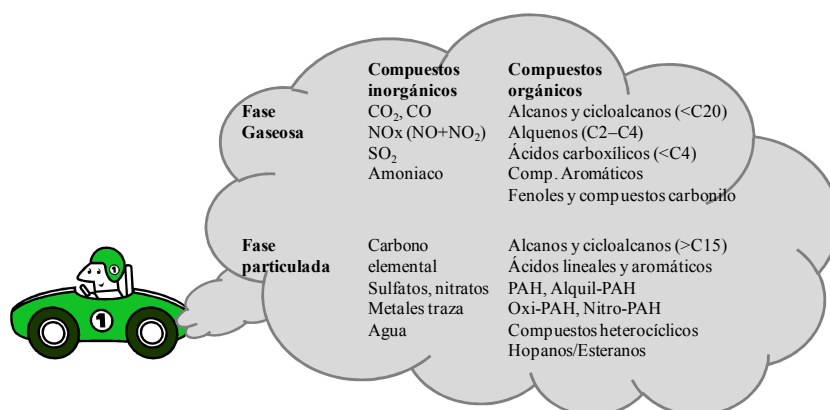 Compuestos inorgánicos
Compuestos orgánicos
Fase Gaseosa
CO₂, CO
Alcanos y cicloalcanos (<C20)
NOx (NO+NO₂)
Alquenos (C2–C4)
SO₂
Ácidos carboxílicos (<C4)
Amoniaco
Comp. Aromáticos
Fenoles y compuestos carbonilo
Fase particulada
Carbono elemental
Alcanos y cicloalcanos (>C15)
Ácidos lineales y aromáticos
Sulfatos, nitratos
PAH, Alquil-PAH
Metales traza
Oxi-PAH, Nitro-PAH
Agua
Compuestos heterocíclicos
Hopanos/Esteranos
1
1